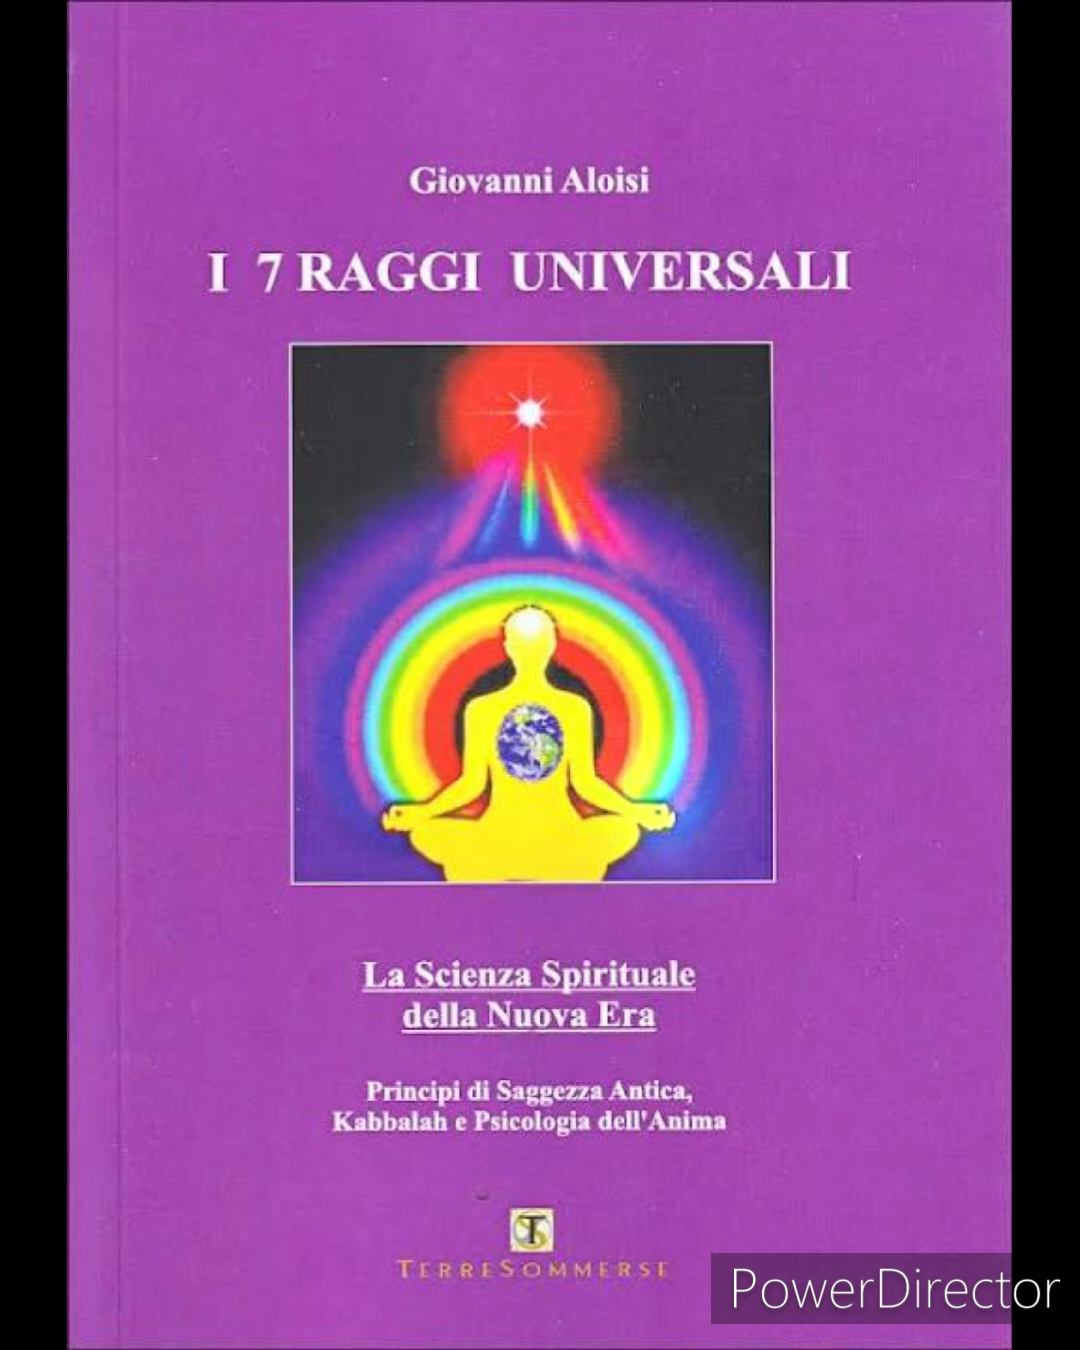 Giovanni Aloisi
I 7 RAGGI UNIVERSALI
La Scienza Spirituale
della Nuova Era
Principi di Saggezza Antica,
Kabbalah e Psicologia dell'Anima
TS
TERRESOMMERSE
PowerDirector